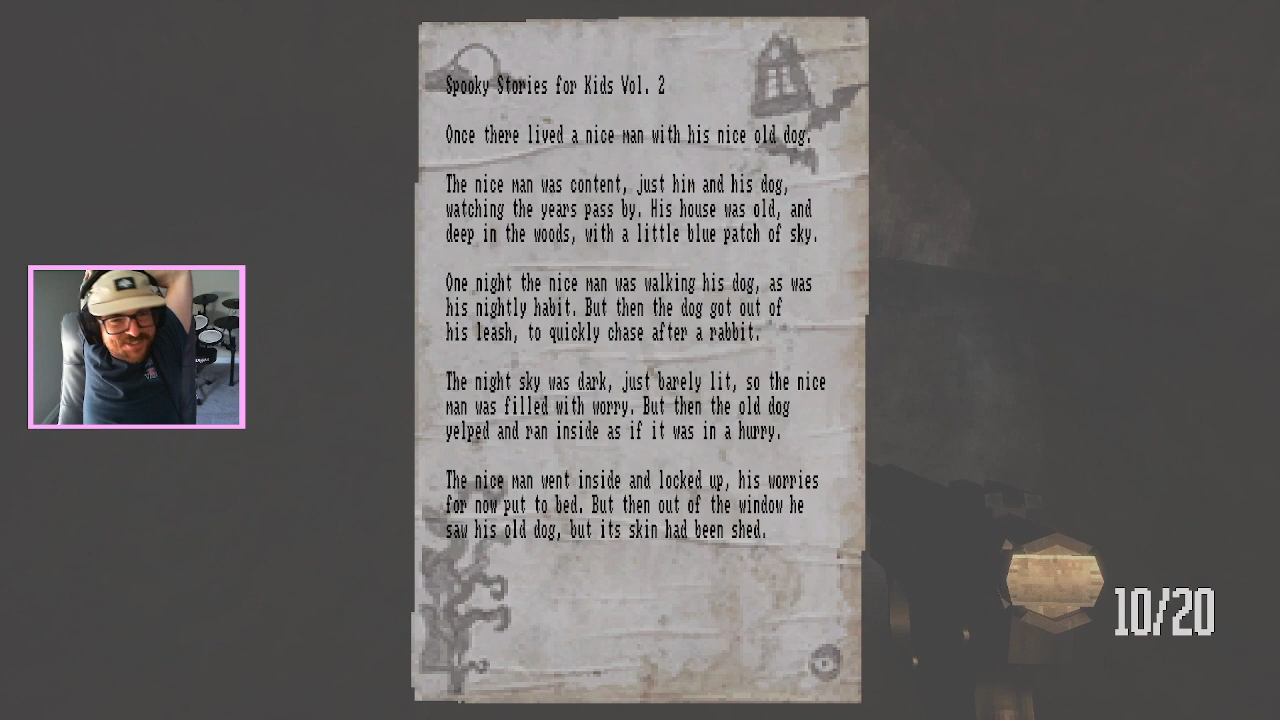 Spooky Stories for Kids Vol. 2
Once there lived a nice man with his nice old dog.
The nice man was content, just him and his dog,
watching the years pass by. His house was old, and
deep in the woods, with a little blue patch of sky.
One night the nice man was walking his dog, as was
his nightly habit. But then the dog got out of
his leash, to quickly chase after a rabbit.
The night sky was dark, just barely lit, so the nice
man was filled with worry. But then the old dog
yelped and ran inside as if it was in a hurry.
The nice man went inside and locked up, his worries
for now put to bed. But then out of the window he
saw his old dog, but its skin had been shed.
10/20